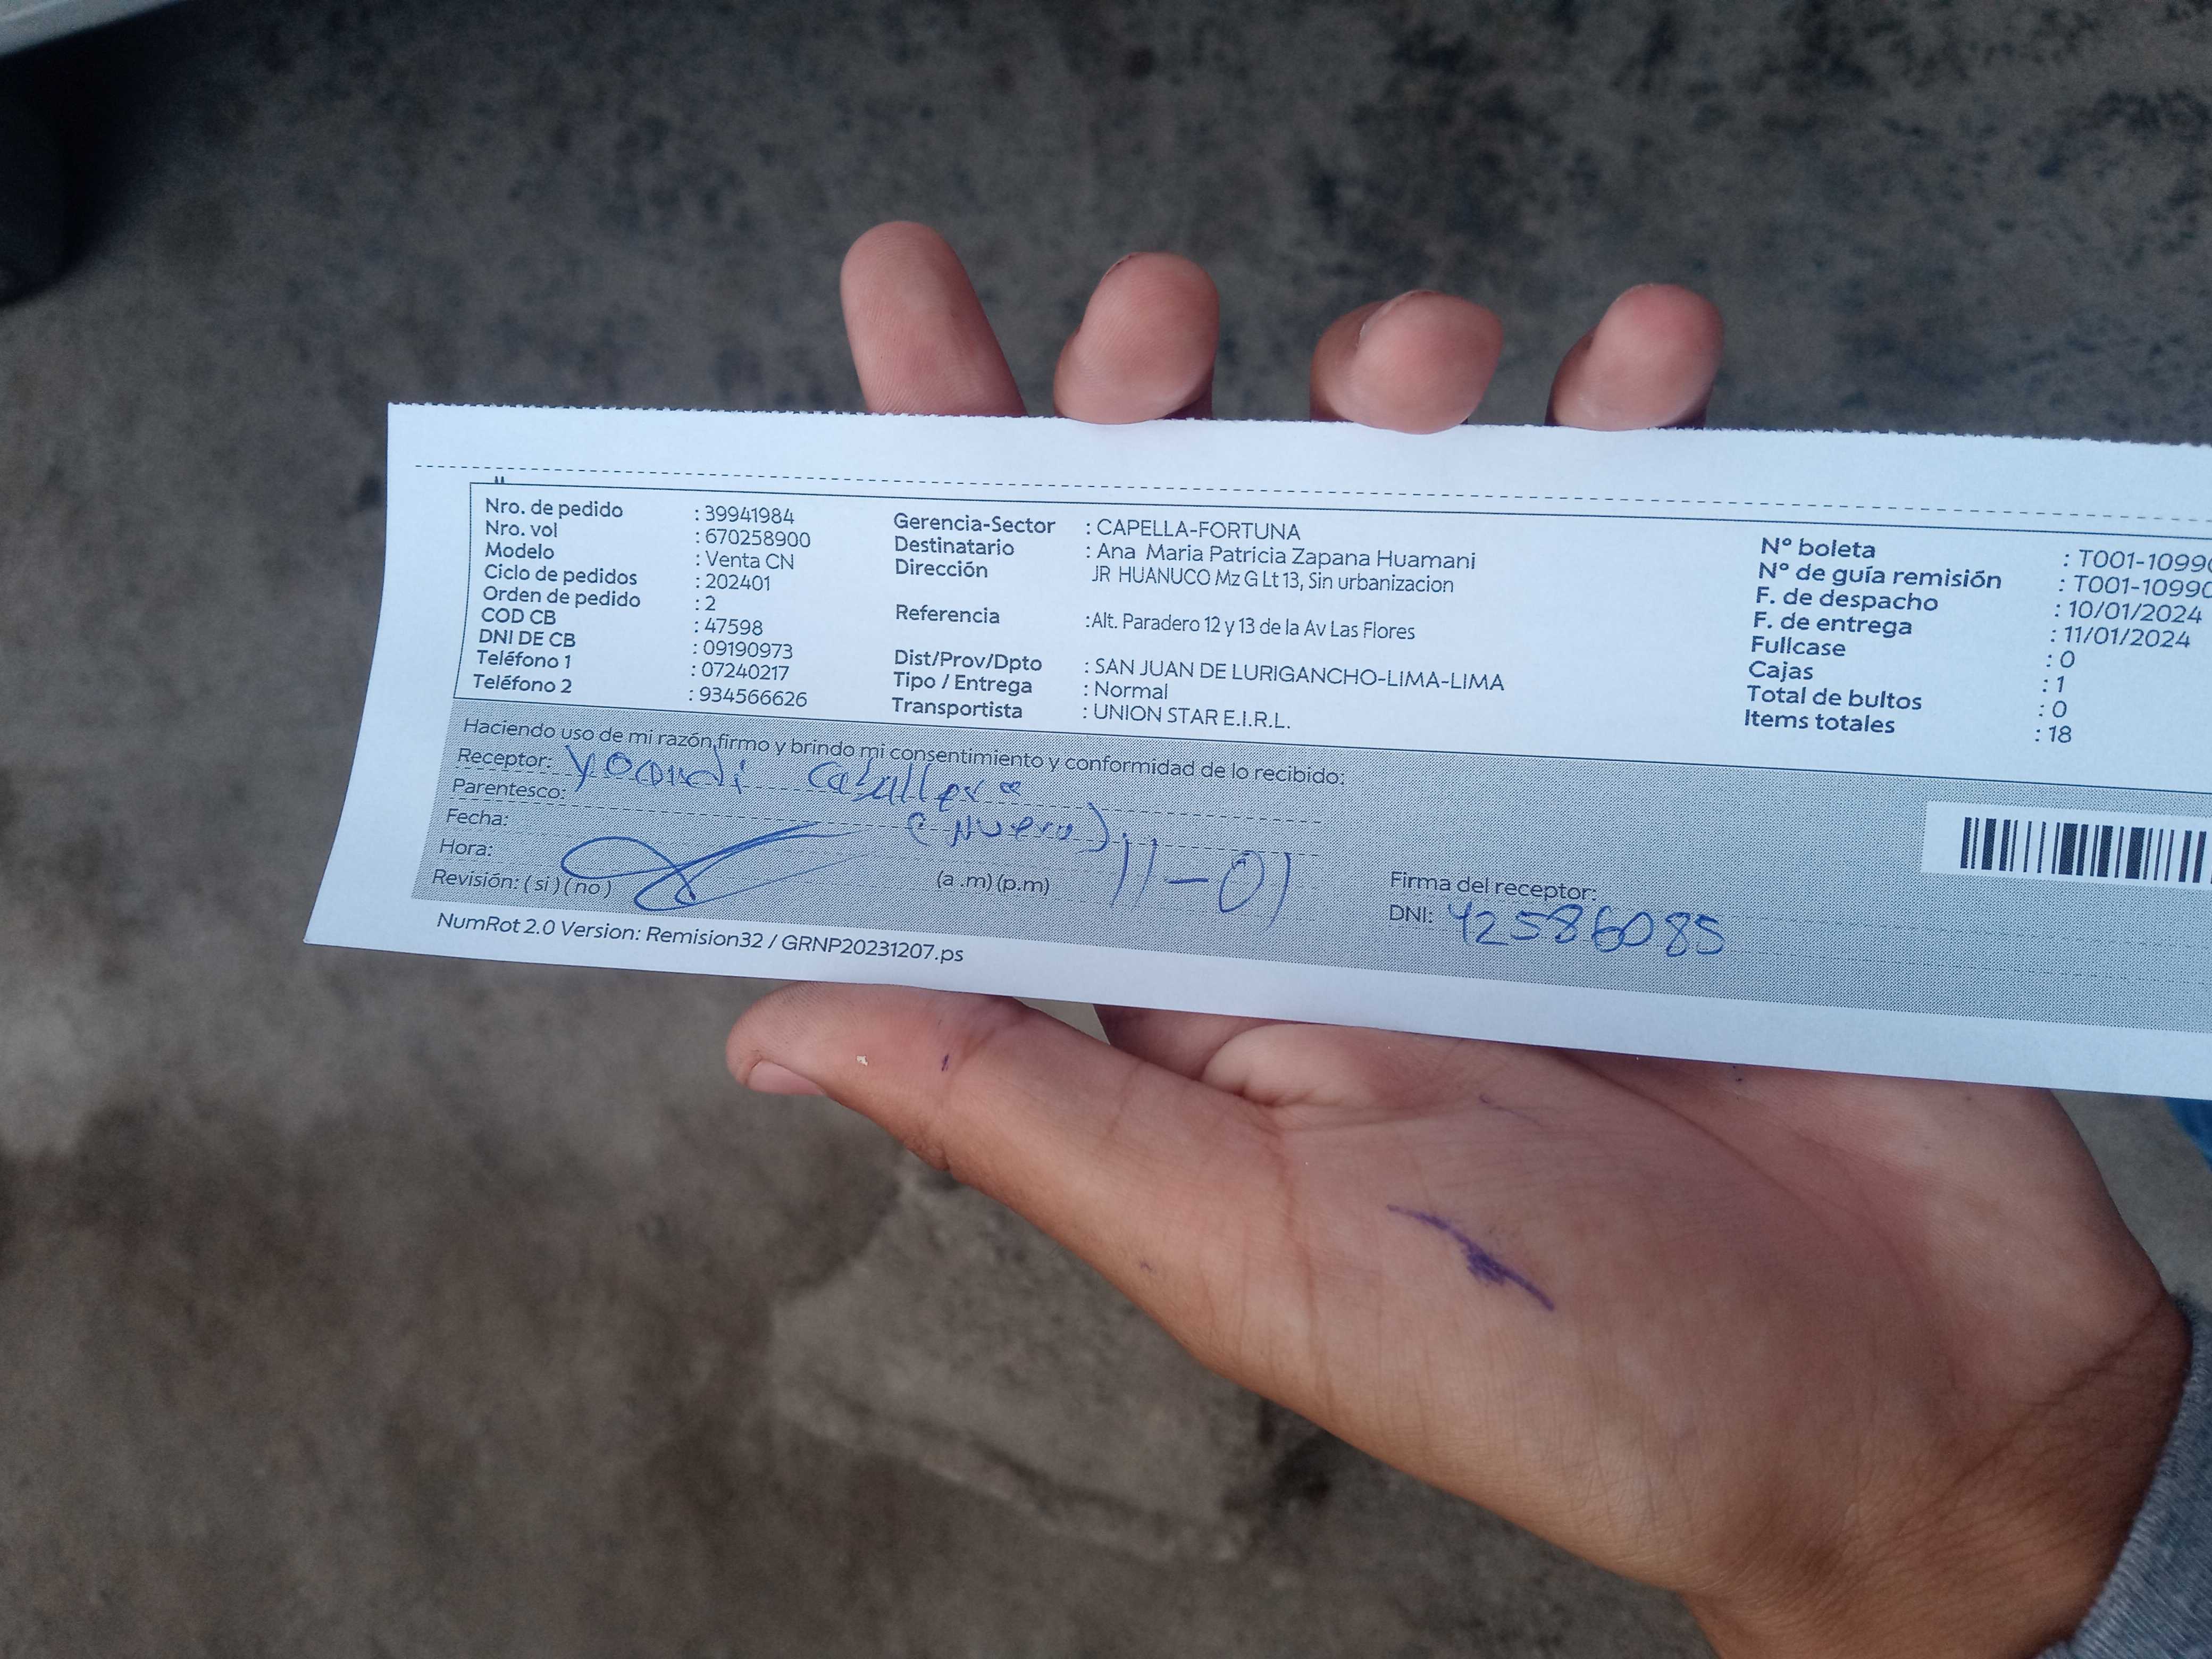 Nro. de pedido : 39941984
Nro. vol : 670258900
Modelo : Venta CN
Ciclo de pedidos : 202401
Orden de pedido : 2
COD CB : 47598
DNI DE CB : 09190973
Teléfono 1 : 07240217
Teléfono 2 : 934566626
Gerencia-Sector : CAPELLA-FORTUNA
Destinatario : Ana Maria Patricia Zapana Huamani
Dirección JR HUANUCO Mz G Lt 13, Sin urbanizacion
Referencia :Alt. Paradero 12 y 13 de la Av Las Flores
Dist/Prov/Dpto : SAN JUAN DE LURIGANCHO-LIMA-LIMA
Tipo / Entrega : Normal
Transportista : UNION STAR E.I.R.L.
N° boleta : T001-1099
N° de guía remisión : T001-1099
F. de despacho : 10/01/2024
F. de entrega : 11/01/2024
Fullcase : 0
Cajas : 1
Total de bultos : 0
Items totales : 18
Haciendo uso de mi razón,firmo y brindo mi consentimiento y conformidad de lo recibido:
Receptor:
Parentesco: (Nuera)
Fecha: 11-01
Hora: (a .m) (p.m)
Revisión: ( si ) ( no )
Firma del receptor:
DNI: 42586085
NumRot 2.0 Version: Remision32 / GRNP20231207.ps